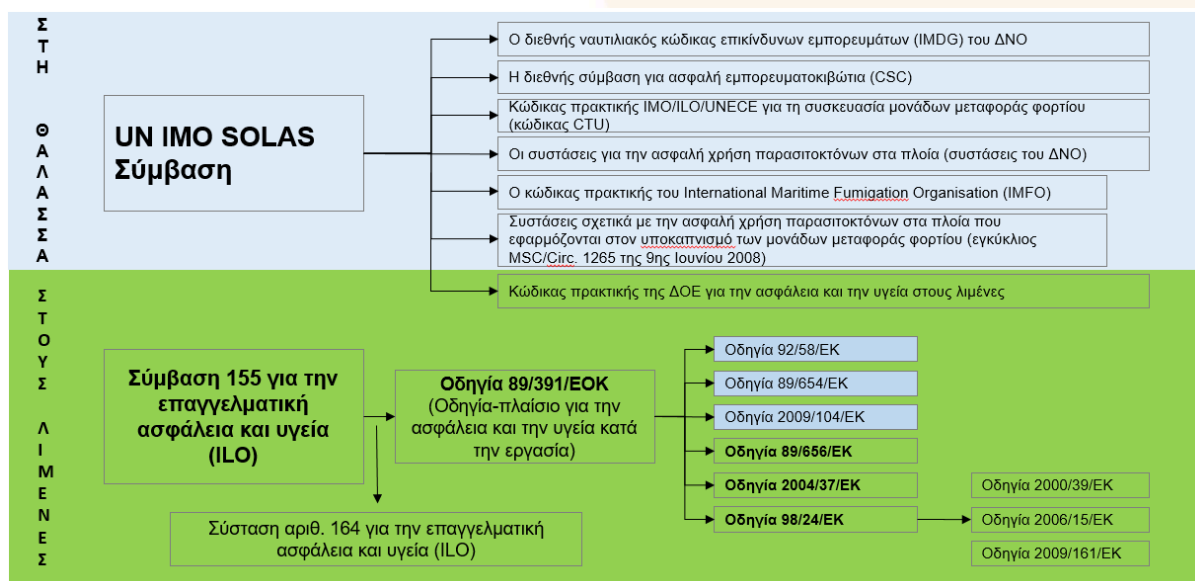 ΣΤΗ ΘΑΛΑΣΣΑ
UN IMO SOLAS
Σύμβαση
Ο διεθνής ναυτιλιακός κώδικας επικίνδυνων εμπορευμάτων (IMDG) του ΔΝΟ
Η διεθνής σύμβαση για ασφαλή εμπορευματοκιβώτια (CSC)
Κώδικας πρακτικής IMO/ILO/UNECE για τη συσκευασία μονάδων μεταφοράς φορτίου
(κώδικας CTU)
Οι συστάσεις για την ασφαλή χρήση παρασιτοκτόνων στα πλοία (συστάσεις του ΔΝΟ)
Ο κώδικας πρακτικής του International Maritime Fumigation Organisation (IMFO)
Συστάσεις σχετικά με την ασφαλή χρήση παρασιτοκτόνων στα πλοία που
εφαρμόζονται στον υποκαπνισμό των μονάδων μεταφοράς φορτίου (εγκύκλιος
MSC/Circ. 1265 της 9ης Ιουνίου 2008)
Κώδικας πρακτικής της ΔΟΕ για την ασφάλεια και την υγεία στους λιμένες
ΣΤΟΥΣ ΛΙΜΕΝΕΣ
Σύμβαση 155 για την
επαγγελματική
ασφάλεια και υγεία
(ILO)
Σύσταση αριθ. 164 για την επαγγελματική
ασφάλεια και υγεία (ILO)
Οδηγία 89/391/ΕΟΚ
(Οδηγία-πλαίσιο για την
ασφάλεια και την υγεία κατά
την εργασία)
Οδηγία 92/58/ΕΚ
Οδηγία 89/654/ΕΚ
Οδηγία 2009/104/ΕΚ
Οδηγία 89/656/ΕΚ
Οδηγία 2004/37/ΕΚ
Οδηγία 98/24/ΕΚ
Οδηγία 2000/39/ΕΚ
Οδηγία 2006/15/ΕΚ
Οδηγία 2009/161/ΕΚ